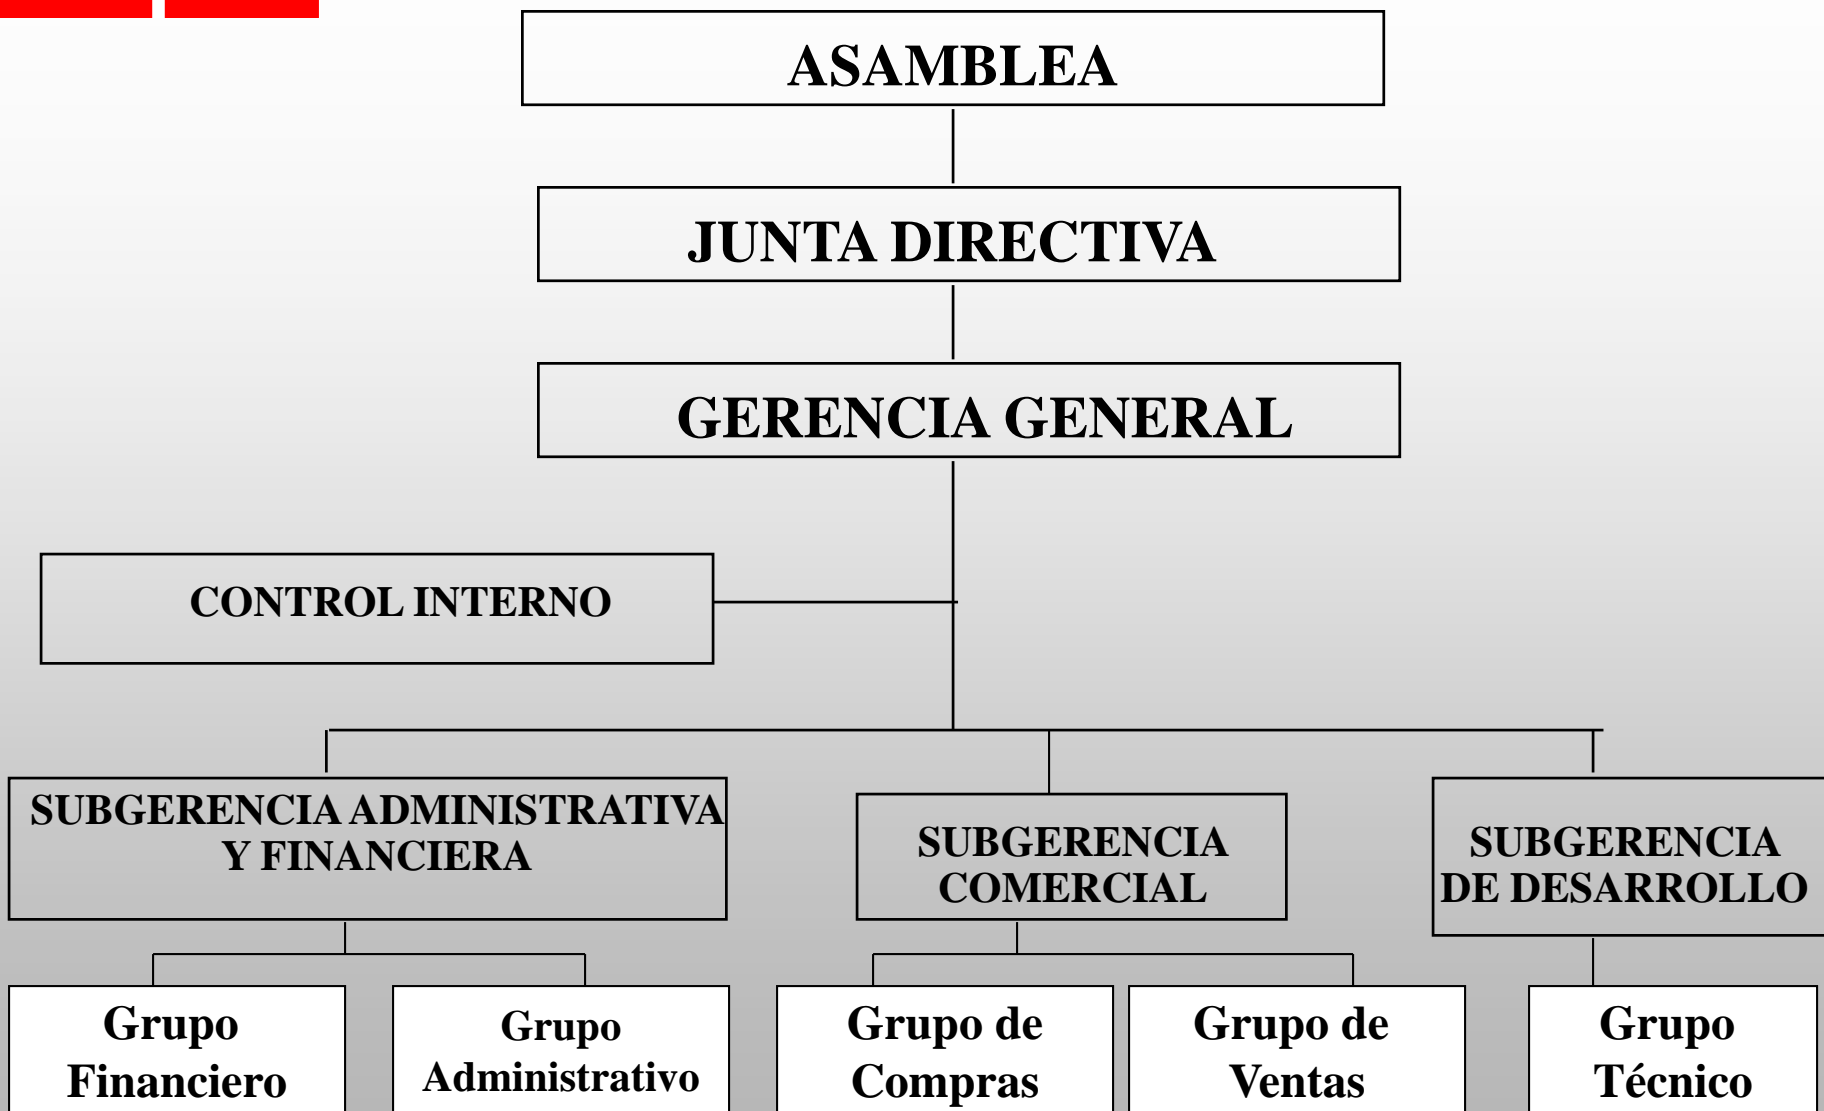 ASAMBLEA
JUNTA DIRECTIVA
GERENCIA GENERAL
CONTROL INTERNO
SUBGERENCIA ADMINISTRATIVA
Y FINANCIERA
SUBGERENCIA
COMERCIAL
SUBGERENCIA
DE DESARROLLO
Grupo
Financiero
Grupo
Administrativo
Grupo de
Compras
Grupo de
Ventas
Grupo
Técnico